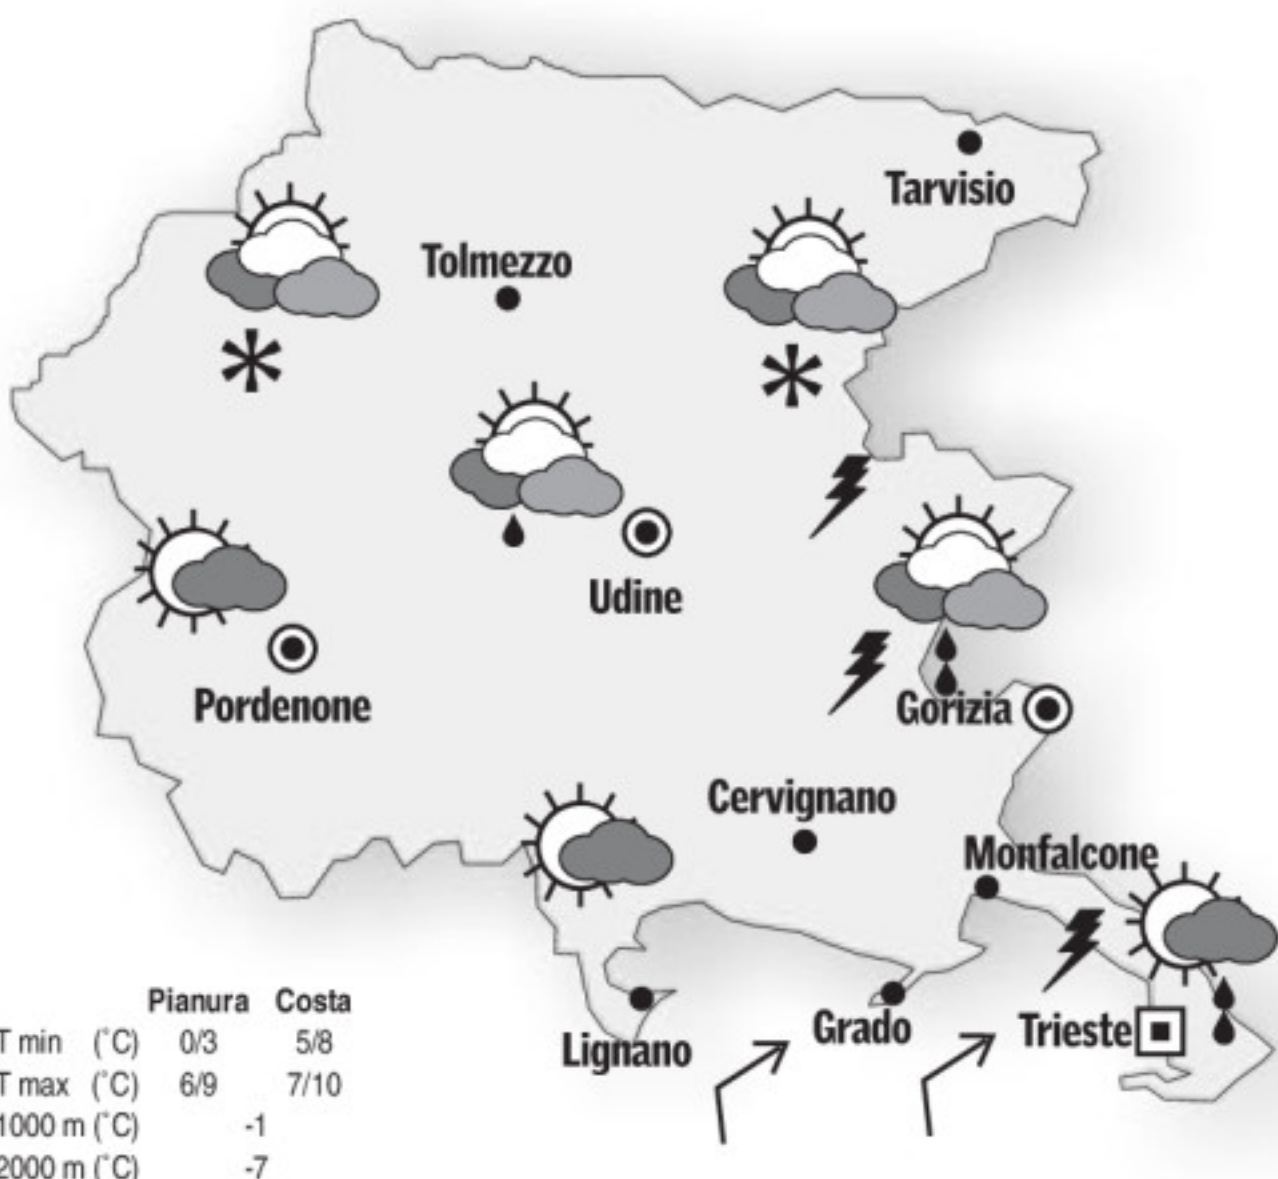 Tarvisio
Tolmezzo
Udine
Pordenone
Gorizia
Cervignano
Monfalcone
Lignano
Grado
Trieste
Pianura Costa
T min (°C) 0/3 5/8
T max (°C) 6/9 7/10
1000 m (°C) -1
2000 m (°C) -7